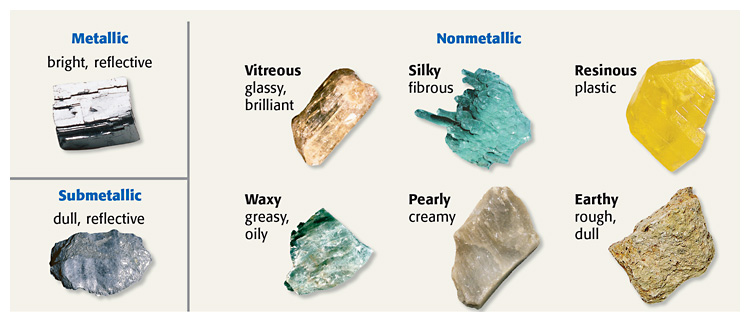 Metallic
bright, reflective
Submetallic
dull, reflective
Nonmetallic
Vitreous
glassy,
brilliant
Silky
fibrous
Resinous
plastic
Waxy
greasy,
oily
Pearly
creamy
Earthy
rough,
dull